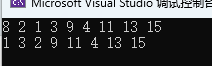 Microsoft Visual Studio 调试控制台
8 2 1 3 9 4 11 13 15
1 3 2 9 11 4 13 15